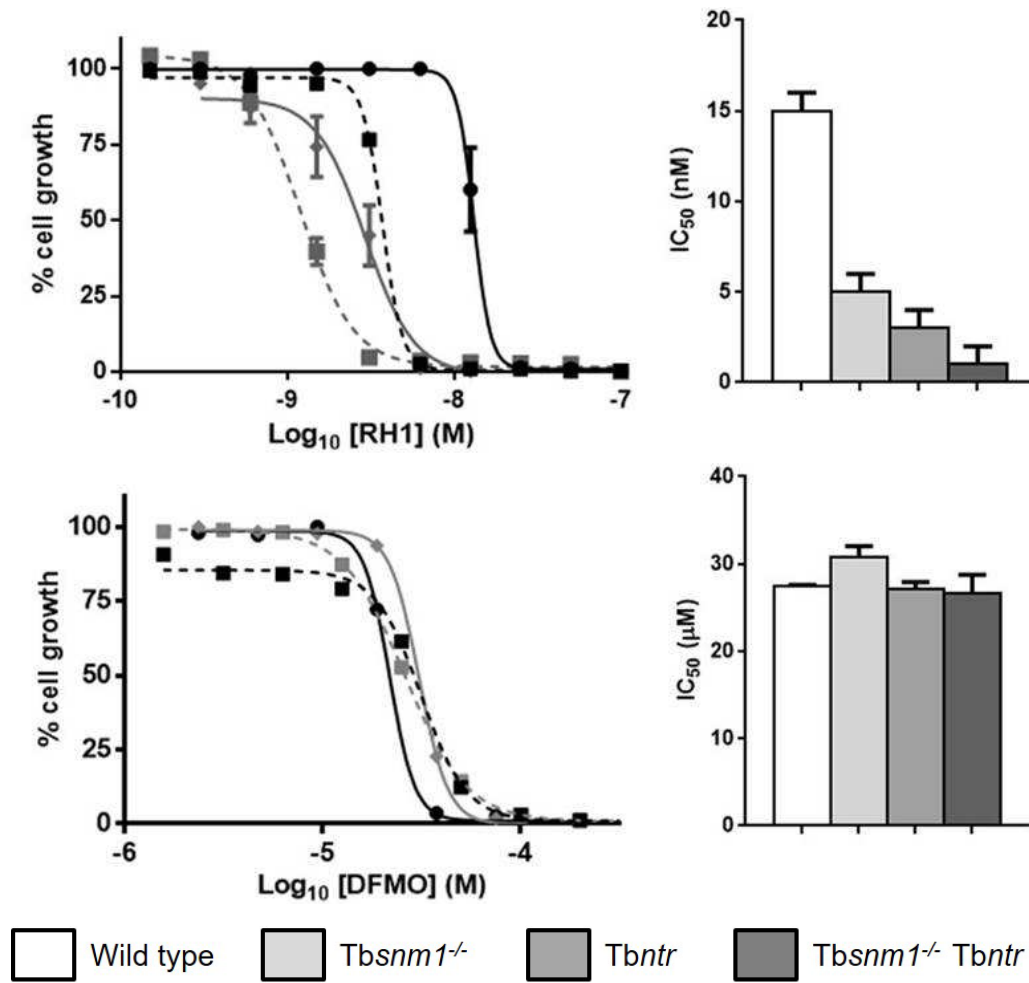 100
75
50
25
0
% cell growth
-10
-9
-8
-7
Log₁₀ [RH1] (M)
20
15
10
5
0
IC₅₀ (nM)
100
75
50
25
0
% cell growth
-6
-5
-4
Log₁₀ [DFMO] (M)
40
30
20
10
0
IC₅₀ (μM)
Wild type
Tbsnm1⁻/⁻
Tbntr
Tbsnm1⁻/⁻ Tbntr